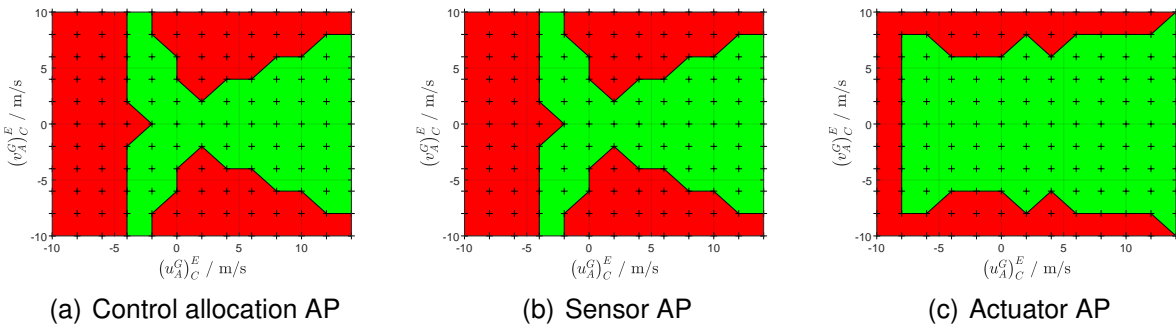 10
5
0
-5
-10
-10 -5 0 5 10
(v_A^G)_C^E / m/s
(u_A^G)_C^E / m/s
(a) Control allocation AP
10
5
0
-5
-10
-10 -5 0 5 10
(v_A^G)_C^E / m/s
(u_A^G)_C^E / m/s
(b) Sensor AP
10
5
0
-5
-10
-10 -5 0 5 10
(v_A^G)_C^E / m/s
(u_A^G)_C^E / m/s
(c) Actuator AP